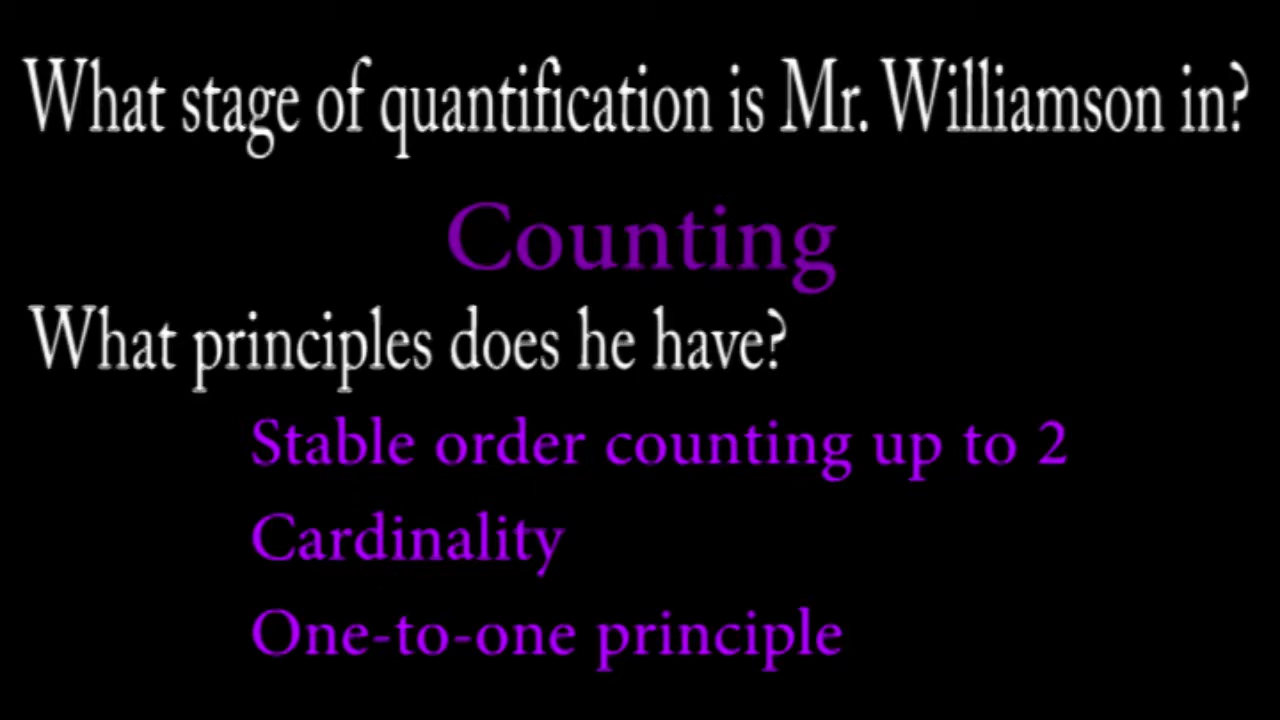 What stage of quantification is Mr. Williamson in?
Counting
What principles does he have?
Stable order counting up to 2
Cardinality
One-to-one principle